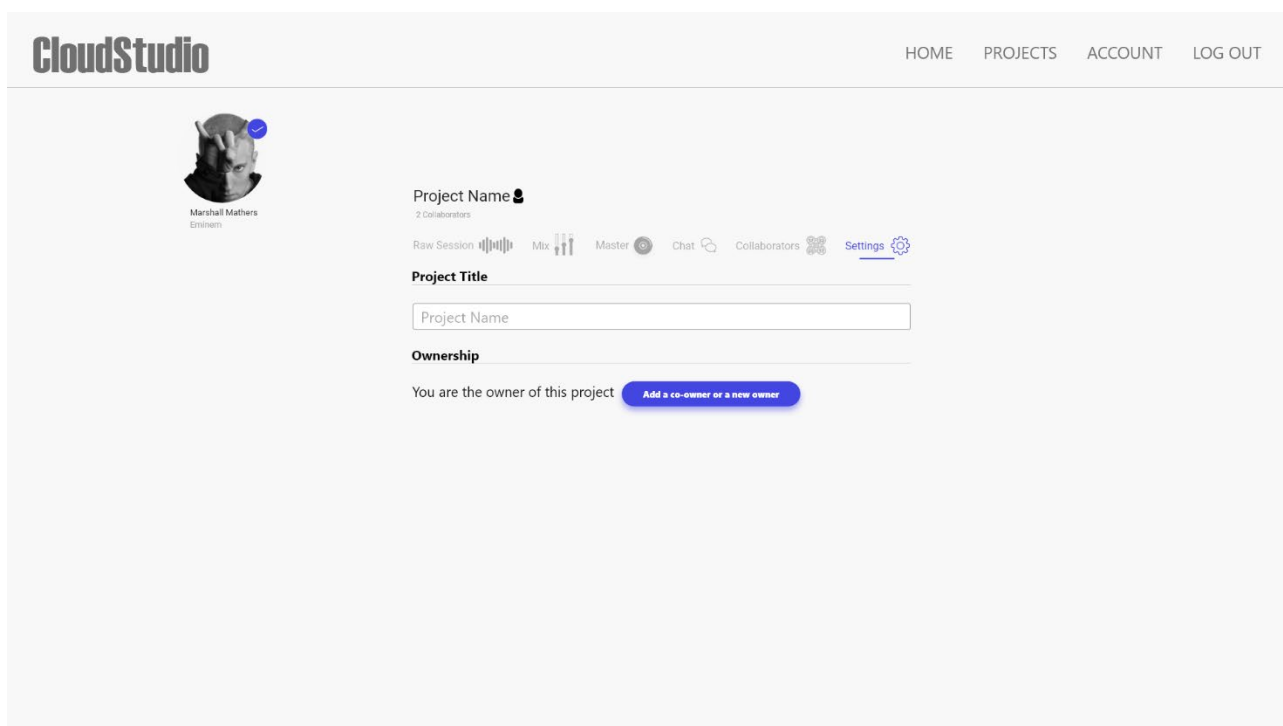 CloudStudio
HOME PROJECTS ACCOUNT LOG OUT
Marshall Mathers
Eminem
Project Name
2 Collaborators
Raw Session Mix Master Chat Collaborators Settings
Project Title
Project Name
Ownership
You are the owner of this project Add a co-owner or a new owner